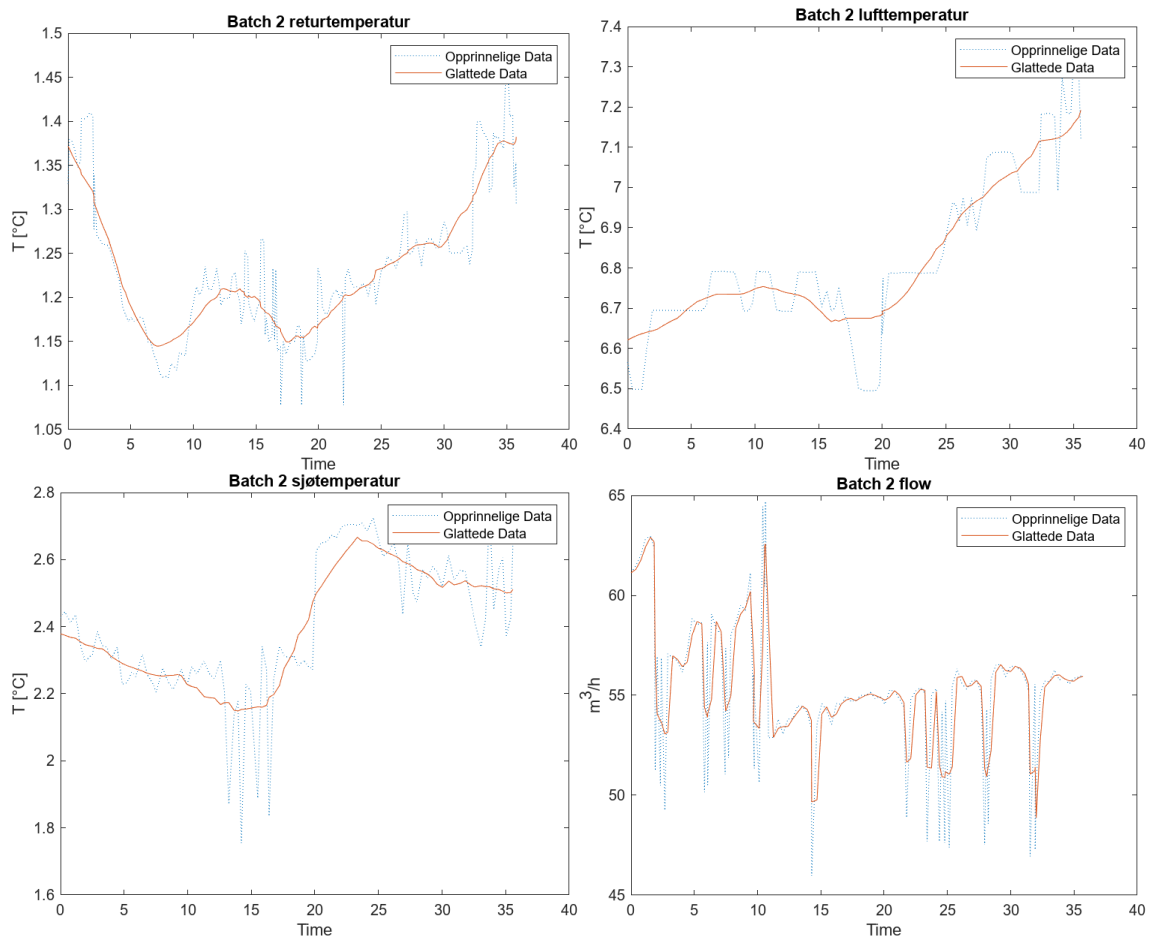 Batch 2 returtemperatur
1.5
1.45
1.4
1.35
1.3
1.25
1.2
1.15
1.1
1.05
T [°C]
0 5 10 15 20 25 30 35 40
Time
Opprinnelige Data
Glattede Data
Batch 2 lufttemperatur
7.4
7.3
7.2
7.1
7
6.9
6.8
6.7
6.6
6.5
6.4
T [°C]
0 5 10 15 20 25 30 35 40
Time
Opprinnelige Data
Glattede Data
Batch 2 sjøtemperatur
2.8
2.6
2.4
2.2
2
1.8
1.6
T [°C]
0 5 10 15 20 25 30 35 40
Time
Opprinnelige Data
Glattede Data
Batch 2 flow
65
60
55
50
45
m³/h
0 5 10 15 20 25 30 35 40
Time
Opprinnelige Data
Glattede Data